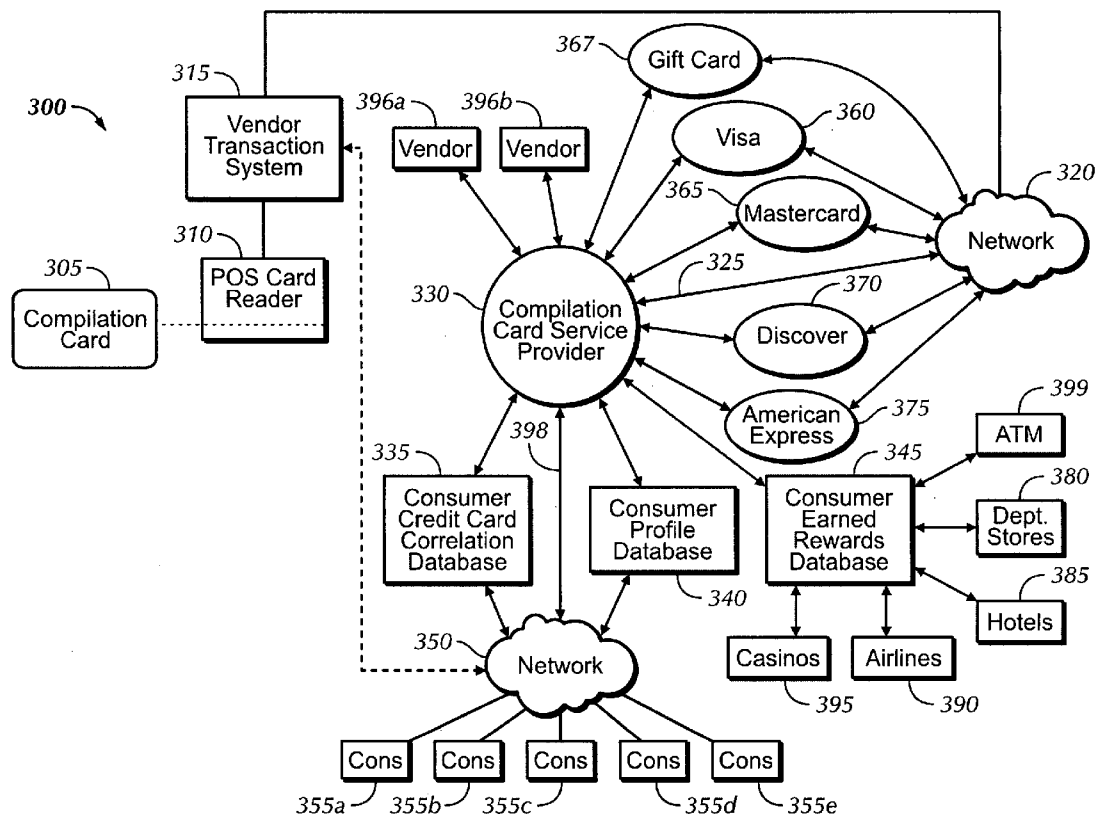 300
315
Vendor
Transaction
System
310
POS Card
Reader
305
Compilation
Card
396a
Vendor
396b
Vendor
367
Gift Card
Visa
360
365
Mastercard
320
Network
325
330
Compilation
Card Service
Provider
370
Discover
American
Express
375
399
ATM
398
335
Consumer
Credit Card
Correlation
Database
Consumer
Profile
Database
340
345
Consumer
Earned
Rewards
Database
380
Dept.
Stores
385
Hotels
350
Network
Casinos
395
Airlines
390
Cons
Cons
Cons
Cons
Cons
355a
355b
355c
355d
355e